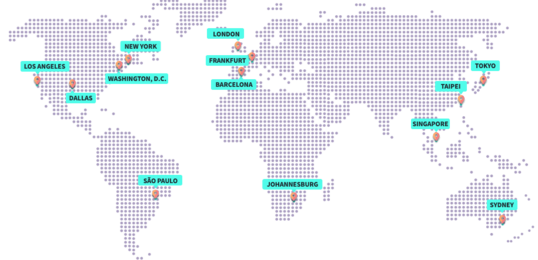 LONDON
NEW YORK
FRANKFURT
LOS ANGELES
TOKYO
WASHINGTON, D.C.
BARCELONA
TAIPEI
DALLAS
SINGAPORE
SÃO PAULO
JOHANNESBURG
SYDNEY